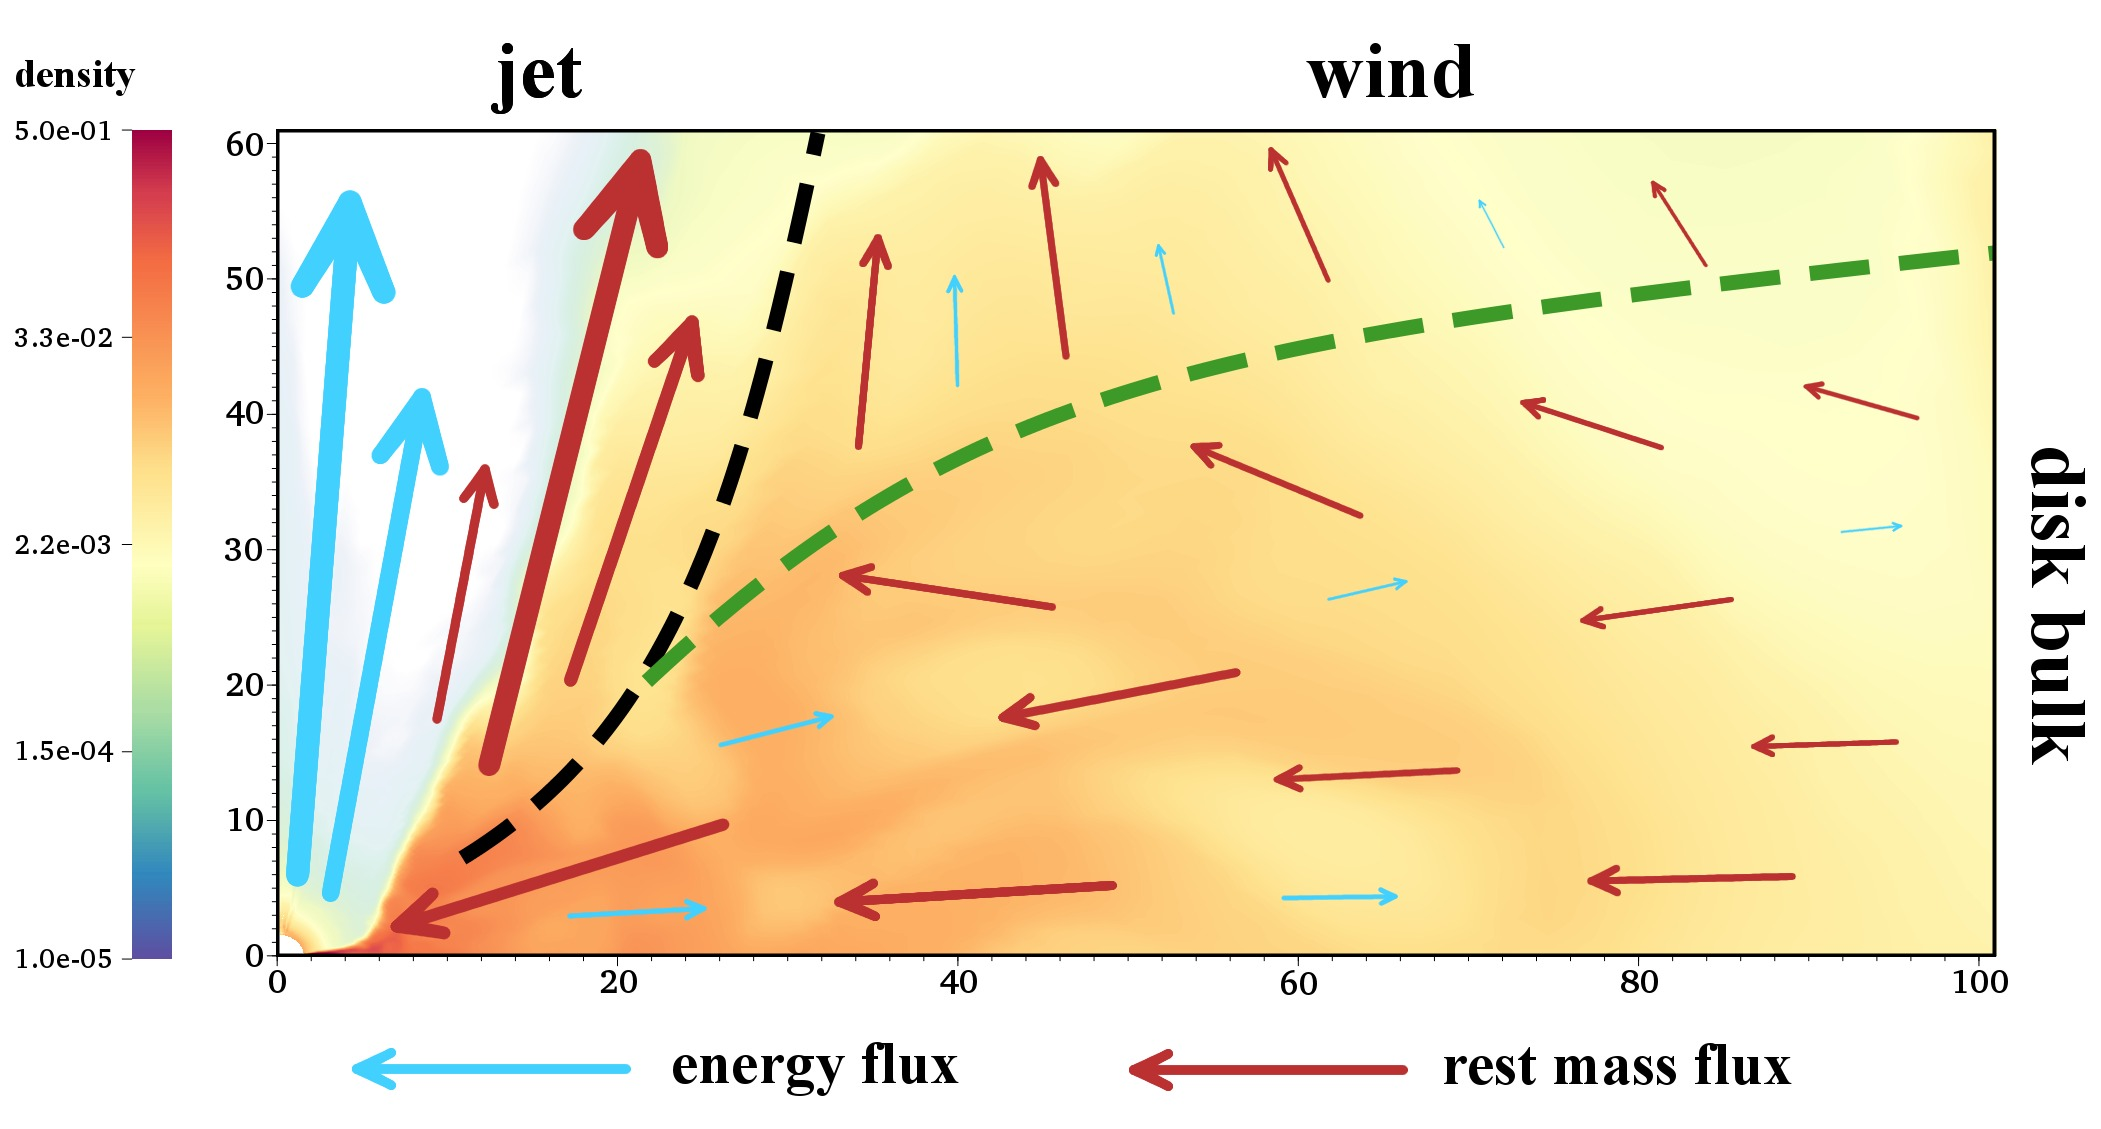 jet
wind
density
5.0e-01
3.3e-02
2.2e-03
1.5e-04
1.0e-05
60
50
40
30
20
10
0
0 20 40 60 80 100
disk bulk
energy flux
rest mass flux